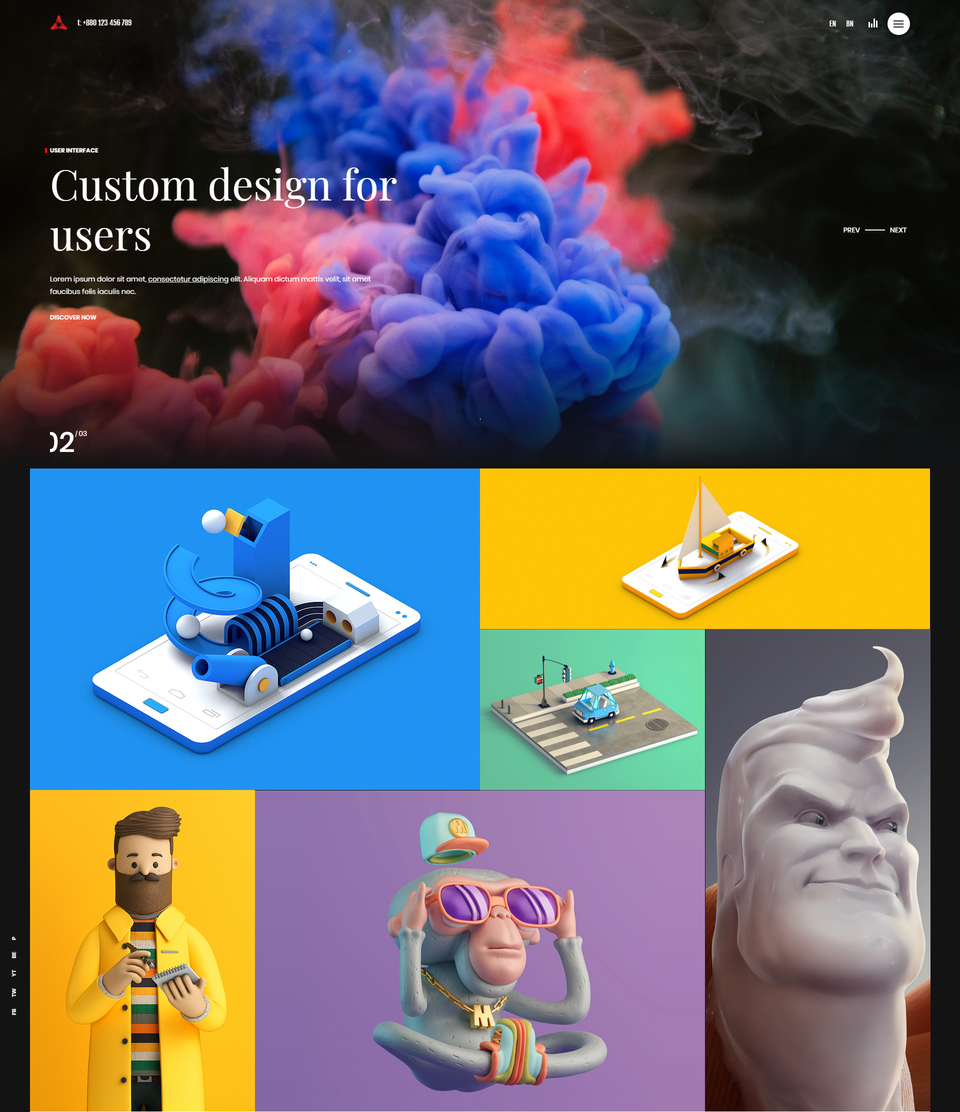 t: +880 123 456 789
EN BN
USER INTERFACE
Custom design for
users
Lorem ipsum dolor sit amet, consectetur adipiscing elit. Aliquam dictum mattis velit, sit amet
faucibus felis iaculis nec.
DISCOVER NOW
PREV NEXT
02 / 03
M
M
FB TW YT BE P